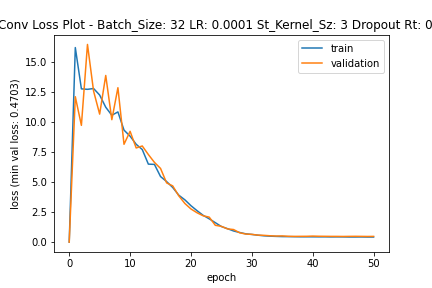 Conv Loss Plot - Batch_Size: 32 LR: 0.0001 St_Kernel_Sz: 3 Dropout Rt: 0
train
validation
loss (min val loss: 0.4703)
15.0
12.5
10.0
7.5
5.0
2.5
0.0
0 10 20 30 40 50
epoch